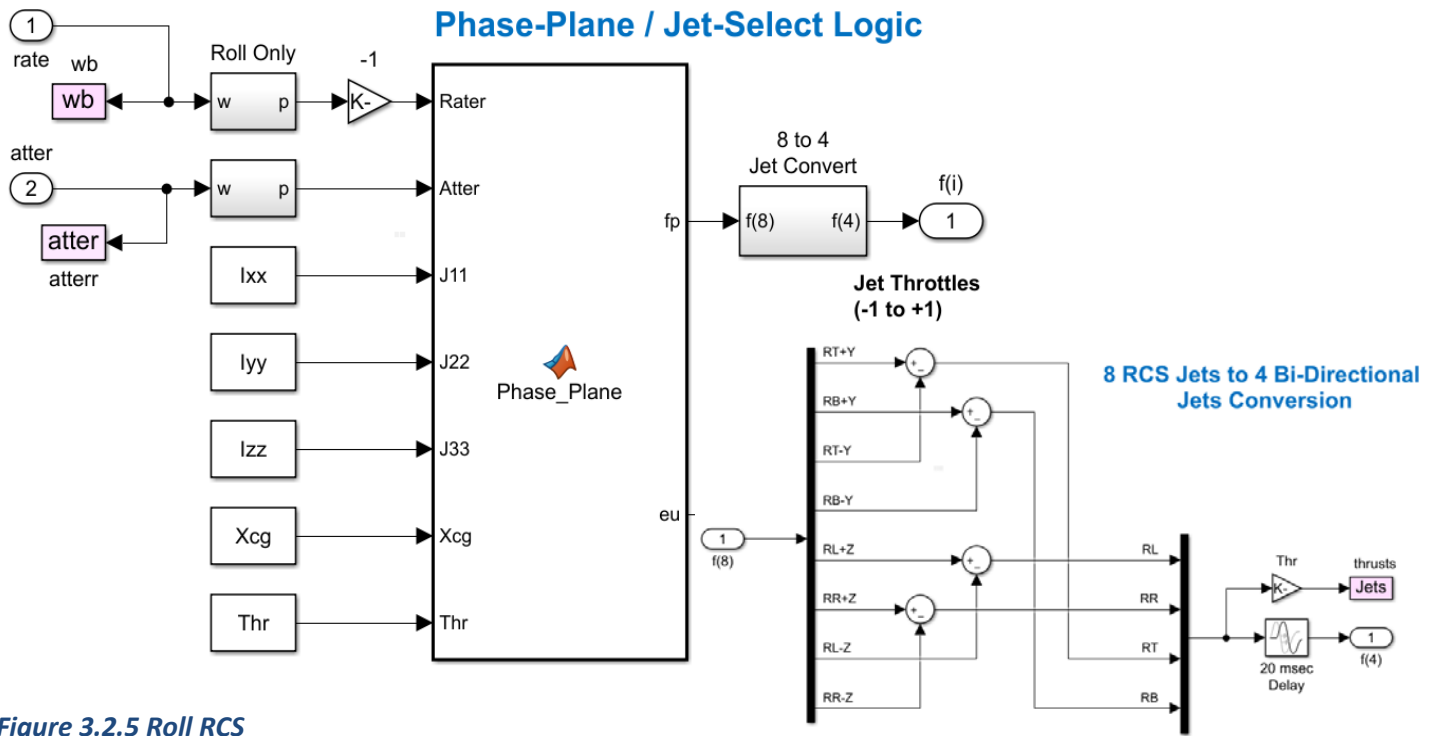 Phase-Plane / Jet-Select Logic
1
rate
wb
wb
Roll Only
w p
-1
K-
Rater
atter
2
w p
Atter
atter
atterr
Ixx
J11
Iyy
J22
Izz
J33
Xcg
Xcg
Thr
Thr
Phase_Plane
fp
eu
8 to 4
Jet Convert
f(8) f(4)
f(i)
1
Jet Throttles
(-1 to +1)
8 RCS Jets to 4 Bi-Directional
Jets Conversion
1
f(8)
RT+Y
RB+Y
RT-Y
RB-Y
RL+Z
RR+Z
RL-Z
RR-Z
+
-
+
-
+
-
+
-
RL
RR
RT
RB
Thr
K-
thrusts
Jets
20 msec
Delay
1
f(4)
Figure 3.2.5 Roll RCS